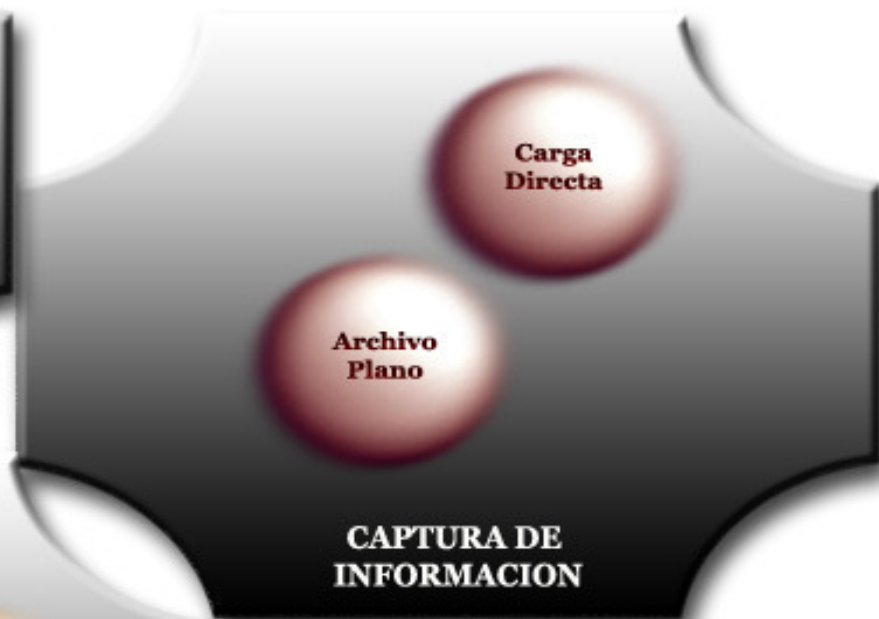 Carga
Directa
Archivo
Plano
CAPTURA DE
INFORMACION